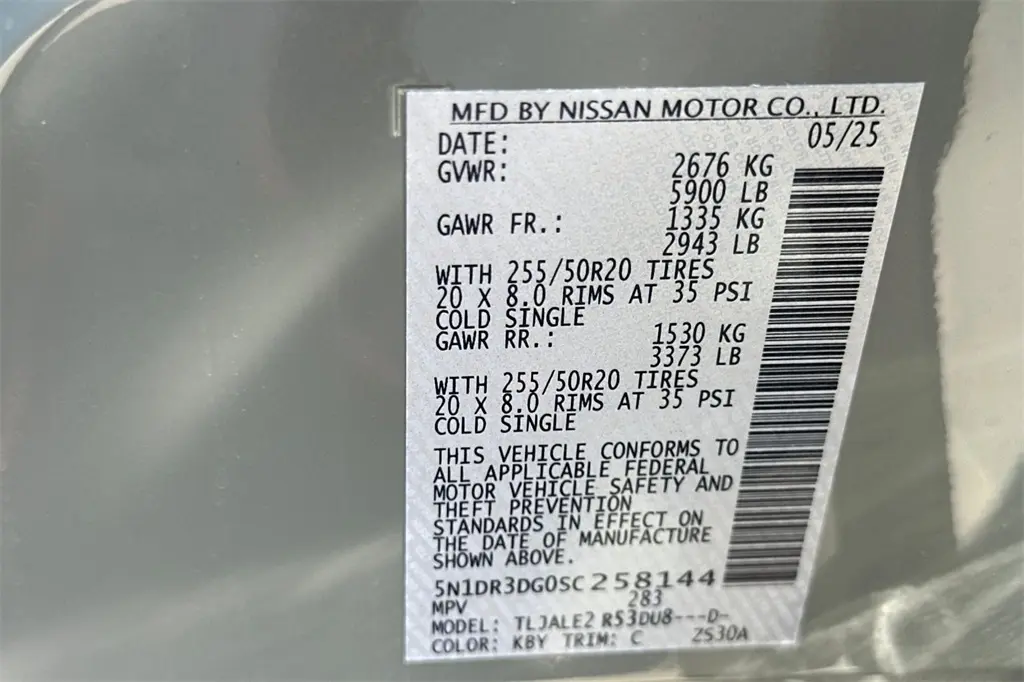 MFD BY NISSAN MOTOR CO., LTD.
DATE: 05/25
GVWR: 2676 KG
5900 LB
GAWR FR.: 1335 KG
2943 LB
WITH 255/50R20 TIRES
20 X 8.0 RIMS AT 35 PSI
COLD SINGLE
GAWR RR.: 1530 KG
3373 LB
WITH 255/50R20 TIRES
20 X 8.0 RIMS AT 35 PSI
COLD SINGLE
THIS VEHICLE CONFORMS TO
ALL APPLICABLE FEDERAL
MOTOR VEHICLE SAFETY AND
THEFT PREVENTION
STANDARDS IN EFFECT ON
THE DATE OF MANUFACTURE
SHOWN ABOVE.
5N1DR3DG0SC258144
MPV 283
MODEL: TLJALE2 R53DU8---D-
COLOR: KBY TRIM: C ZS30A